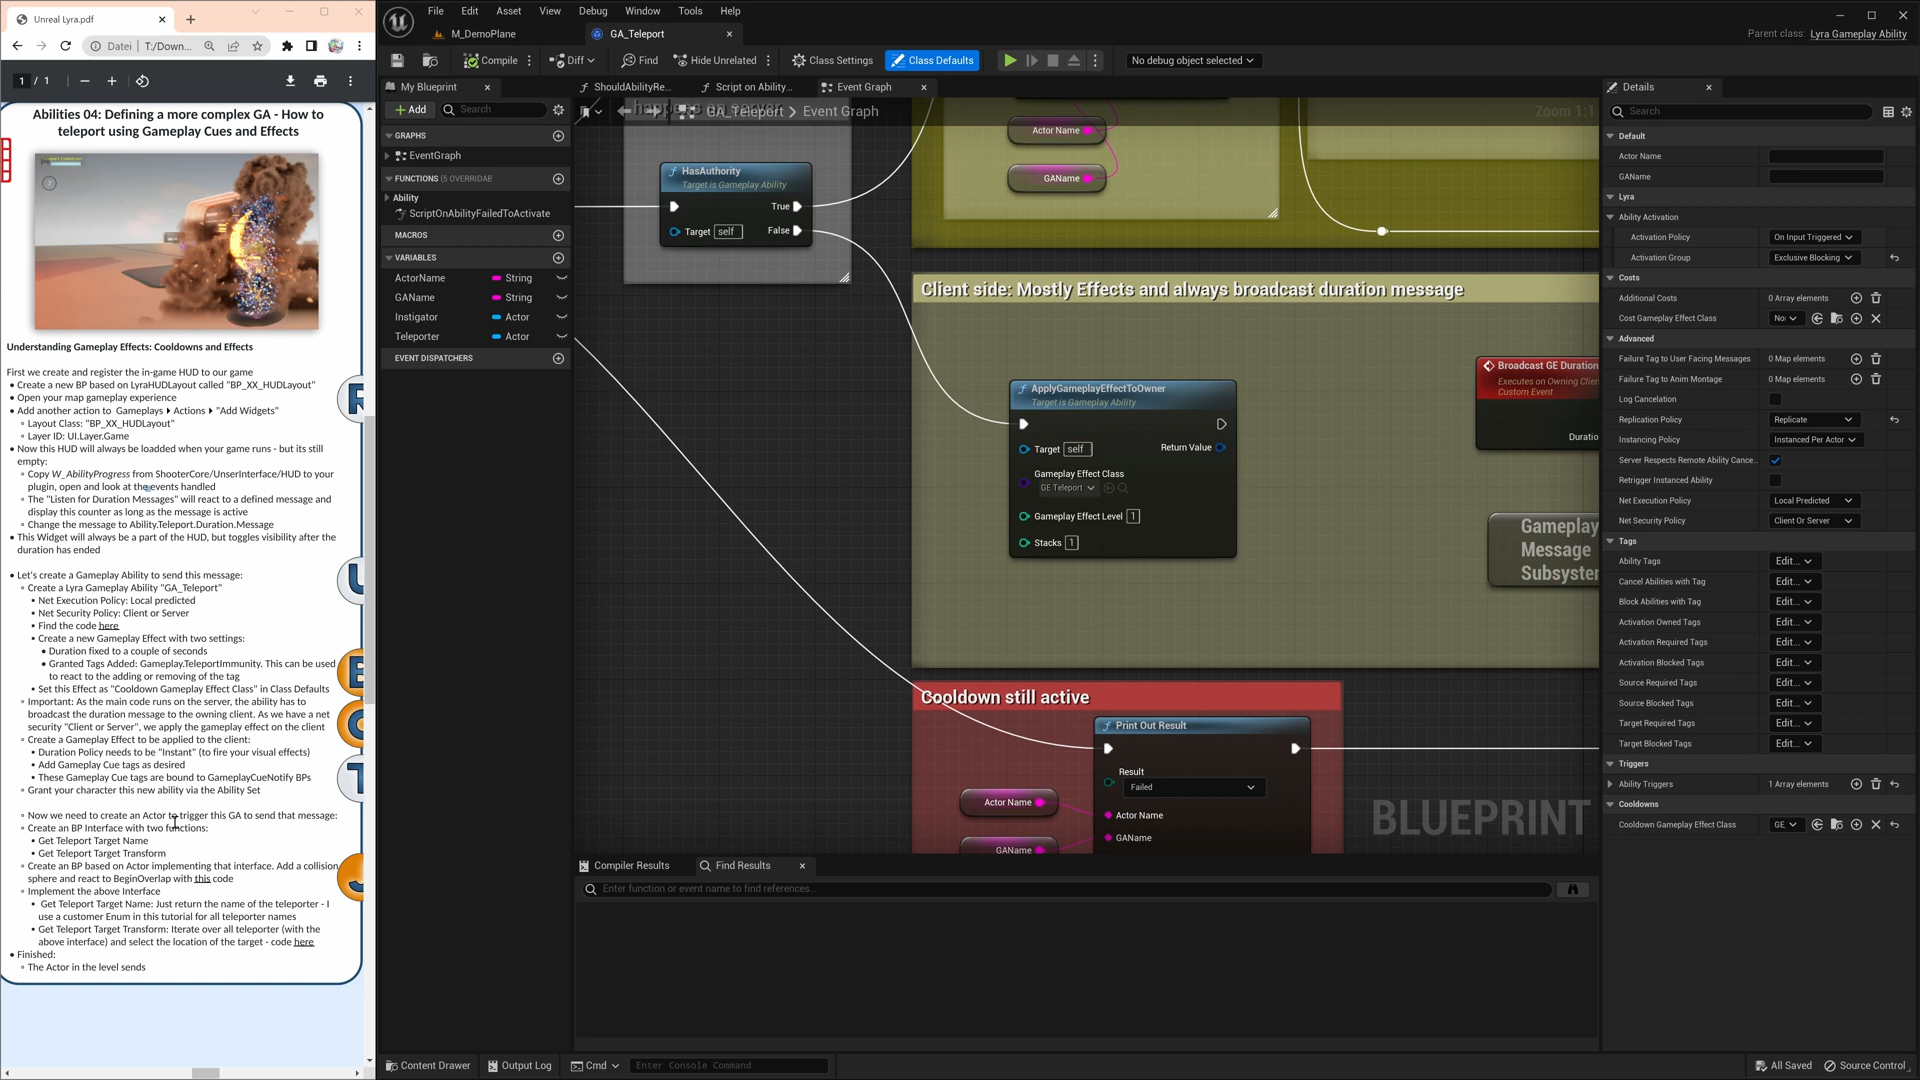 Unreal Lyra.pdf
Datei T:/Down...
1 / 1
Abilities 04: Defining a more complex GA - How to
teleport using Gameplay Cues and Effects
Understanding Gameplay Effects: Cooldowns and Effects
First we create and register the in-game HUD to our game
• Create a new BP based on LyraHUDLayout called "BP_XX_HUDLayout"
• Open your map gameplay experience
• Add another action to Gameplays ▸ Actions ▸ "Add Widgets"
◦ Layout Class: "BP_XX_HUDLayout"
◦ Layer ID: UI.Layer.Game
• Now this HUD will always be loadded when your game runs - but its still
empty:
◦ Copy W_AbilityProgress from ShooterCore/UnserInterface/HUD to your
plugin, open and look at the events handled
◦ The "Listen for Duration Messages" will react to a defined message and
display this counter as long as the message is active
◦ Change the message to Ability.Teleport.Duration.Message
• This Widget will always be a part of the HUD, but toggles visibility after the
duration has ended
• Let's create a Gameplay Ability to send this message:
◦ Create a Lyra Gameplay Ability "GA_Teleport"
▪ Net Execution Policy: Local predicted
▪ Net Security Policy: Client or Server
▪ Find the code here
▪ Create a new Gameplay Effect with two settings:
• Duration fixed to a couple of seconds
• Granted Tags Added: Gameplay.TeleportImmunity. This can be used
to react to the adding or removing of the tag
▪ Set this Effect as "Cooldown Gameplay Effect Class" in Class Defaults
◦ Important: As the main code runs on the server, the ability has to
broadcast the duration message to the owning client. As we have a net
security "Client or Server", we apply the gameplay effect on the client
◦ Create a Gameplay Effect to be applied to the client:
▪ Duration Policy needs to be "Instant" (to fire your visual effects)
▪ Add Gameplay Cue tags as desired
▪ These Gameplay Cue tags are bound to GameplayCueNotify BPs
◦ Grant your character this new ability via the Ability Set
◦ Now we need to create an Actor to trigger this GA to send that message:
◦ Create an BP Interface with two functions:
▪ Get Teleport Target Name
▪ Get Teleport Target Transform
◦ Create an BP based on Actor implementing that interface. Add a collision
sphere and react to BeginOverlap with this code
◦ Implement the above Interface
▪ Get Teleport Target Name: Just return the name of the teleporter - I
use a customer Enum in this tutorial for all teleporter names
▪ Get Teleport Target Transform: Iterate over all teleporter (with the
above interface) and select the location of the target - code here
• Finished:
◦ The Actor in the level sends
R
U
E
C
T
J
File Edit Asset View Debug Window Tools Help
M_DemoPlane
GA_Teleport
Parent class: Lyra Gameplay Ability
Compile
Diff
Find
Hide Unrelated
Class Settings
Class Defaults
No debug object selected
My Blueprint
Add
Search
GRAPHS
EventGraph
FUNCTIONS (5 OVERRIDAB
Ability
ScriptOnAbilityFailedToActivate
MACROS
VARIABLES
ActorName String
GAName String
Instigator Actor
Teleporter Actor
EVENT DISPATCHERS
ShouldAbilityRe...
Script on Ability...
Event Graph
GA_Teleport > Event Graph
Zoom 1:1
HasAuthority
Target is Gameplay Ability
True
Target self False
Actor Name
GAName
Client side: Mostly Effects and always broadcast duration message
ApplyGameplayEffectToOwner
Target is Gameplay Ability
Target self
Return Value
Gameplay Effect Class
GE Teleport
Gameplay Effect Level 1
Stacks 1
Broadcast GE Duration
Executes on Owning Clie
Custom Event
Duratio
Gameplay
Message
Subsyster
Cooldown still active
Print Out Result
Result
Failed
Actor Name
Actor Name
GAName
GAName
BLUEPRINT
Compiler Results
Find Results
Enter function or event name to find references...
Details
Search
Default
Actor Name
GAName
Lyra
Ability Activation
Activation Policy On Input Triggered
Activation Group Exclusive Blocking
Costs
Additional Costs 0 Array elements
Cost Gameplay Effect Class No
Advanced
Failure Tag to User Facing Messages 0 Map elements
Failure Tag to Anim Montage 0 Map elements
Log Cancelation
Replication Policy Replicate
Instancing Policy Instanced Per Actor
Server Respects Remote Ability Cance...
Retrigger Instanced Ability
Net Execution Policy Local Predicted
Net Security Policy Client Or Server
Tags
Ability Tags Edit...
Cancel Abilities with Tag Edit...
Block Abilities with Tag Edit...
Activation Owned Tags Edit...
Activation Required Tags Edit...
Activation Blocked Tags Edit...
Source Required Tags Edit...
Source Blocked Tags Edit...
Target Required Tags Edit...
Target Blocked Tags Edit...
Triggers
Ability Triggers 1 Array elements
Cooldowns
Cooldown Gameplay Effect Class GE_
Content Drawer
Output Log
Cmd
Enter Console Command
All Saved
Source Control